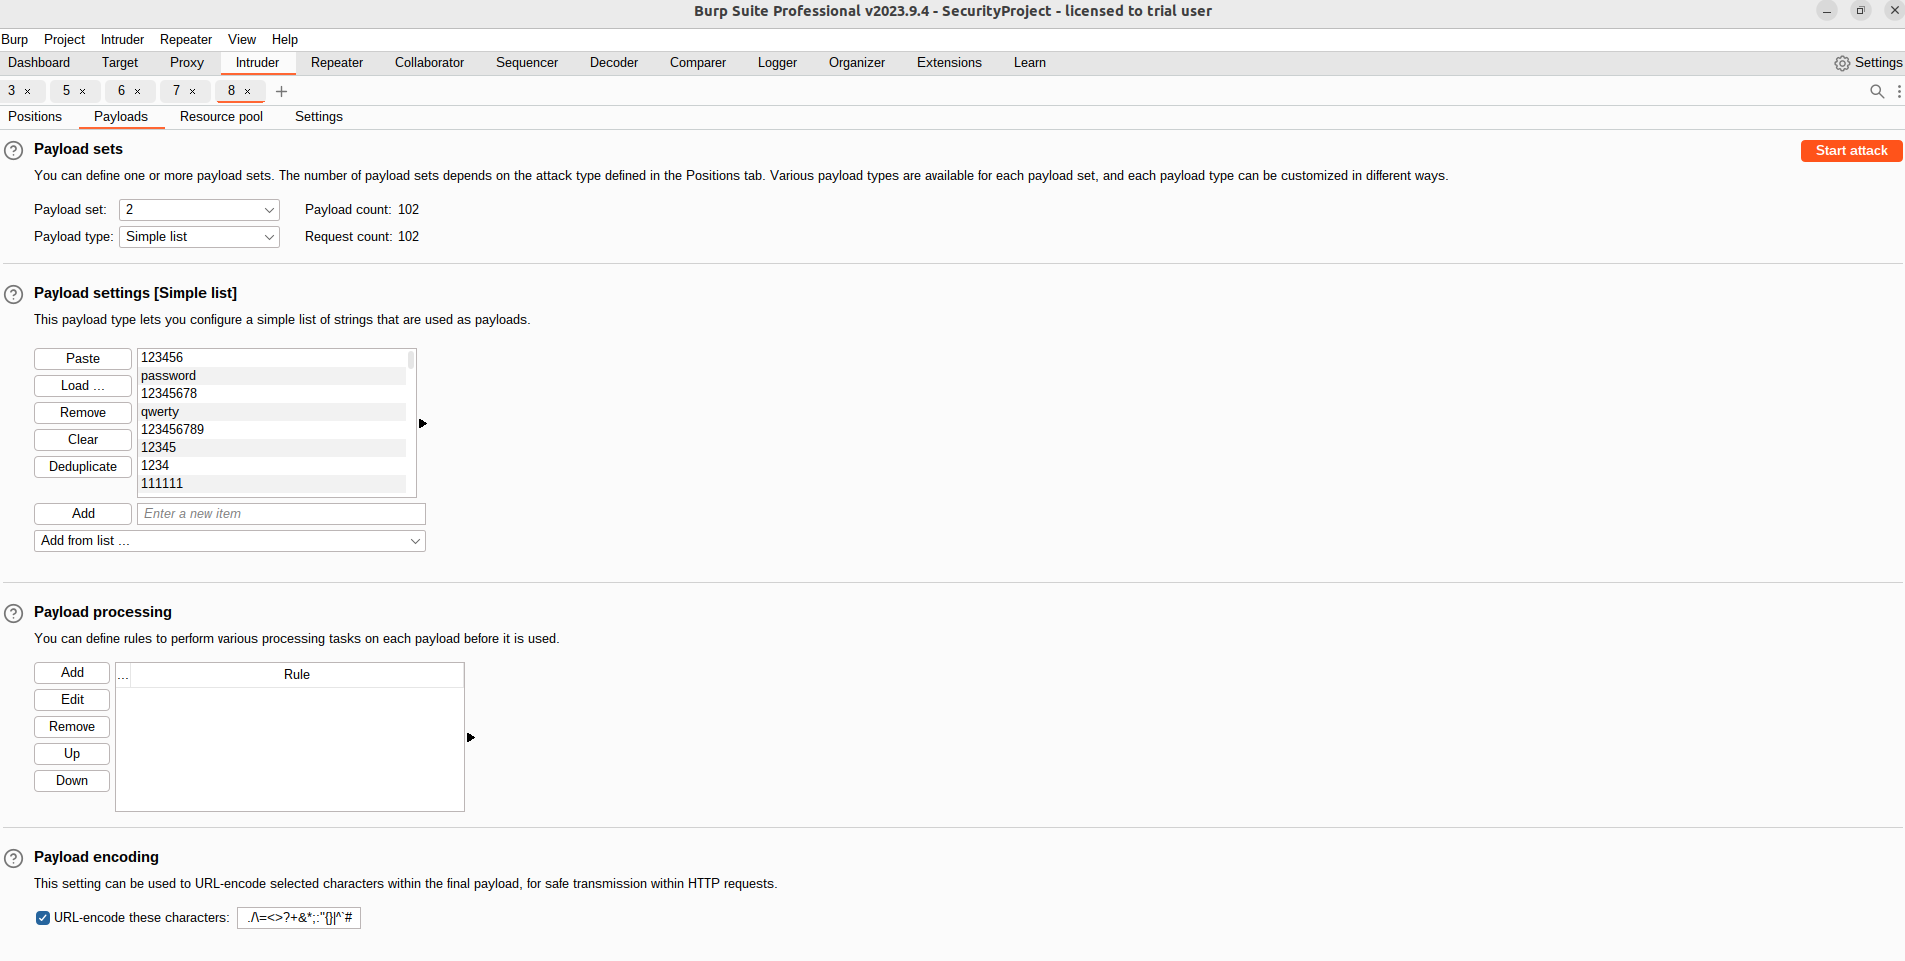 Burp Suite Professional v2023.9.4 - SecurityProject - licensed to trial user
Burp Project Intruder Repeater View Help
Dashboard Target Proxy Intruder Repeater Collaborator Sequencer Decoder Comparer Logger Organizer Extensions Learn Settings
3 × 5 × 6 × 7 × 8 × +
Positions Payloads Resource pool Settings
? Payload sets Start attack
You can define one or more payload sets. The number of payload sets depends on the attack type defined in the Positions tab. Various payload types are available for each payload set, and each payload type can be customized in different ways.
Payload set: 2 Payload count: 102
Payload type: Simple list Request count: 102
? Payload settings [Simple list]
This payload type lets you configure a simple list of strings that are used as payloads.
Paste 123456
Load ... password
12345678
Remove qwerty
123456789
Clear 12345
Deduplicate 1234
111111
Add Enter a new item
Add from list ...
? Payload processing
You can define rules to perform various processing tasks on each payload before it is used.
Add ... Rule
Edit
Remove
Up
Down
? Payload encoding
This setting can be used to URL-encode selected characters within the final payload, for safe transmission within HTTP requests.
URL-encode these characters: ./\=<>?+&*;:"{}|^`#